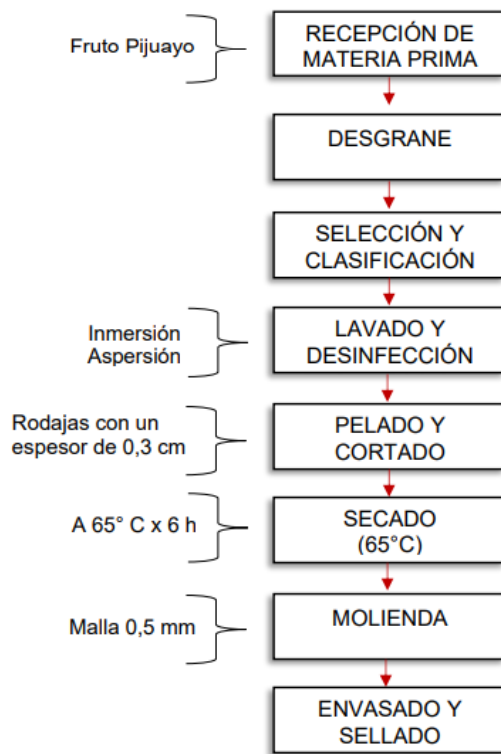 Fruto Pijuayo
RECEPCIÓN DE
MATERIA PRIMA
DESGRANE
SELECCIÓN Y
CLASIFICACIÓN
Inmersión
Aspersión
LAVADO Y
DESINFECCIÓN
Rodajas con un
espesor de 0,3 cm
PELADO Y
CORTADO
A 65° C x 6 h
SECADO
(65°C)
Malla 0,5 mm
MOLIENDA
ENVASADO Y
SELLADO